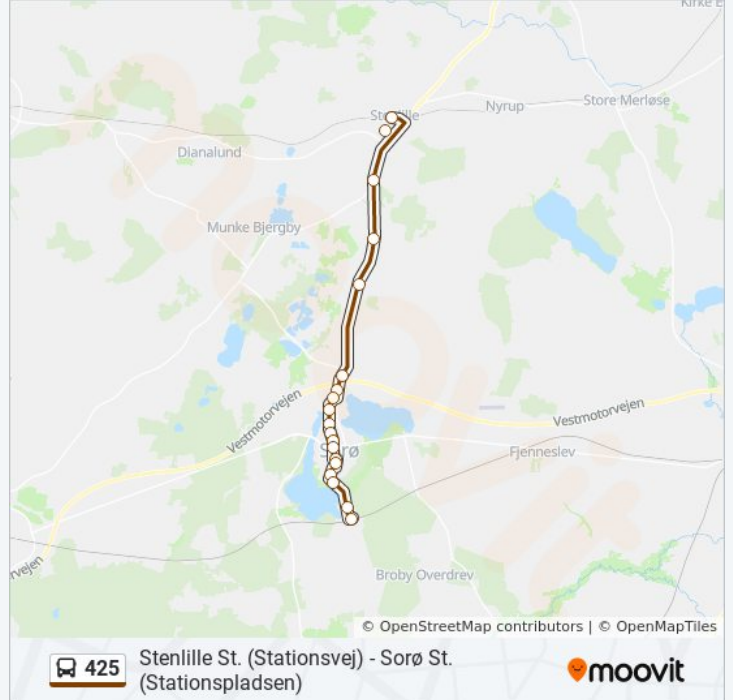 Kirke E
Stenlille
Nyrup
Store Merløse
Dianalund
Munke Bjergby
Vestmotorvejen
Vestmotorvejen
Sorø
Fjenneslev
rvejen
Broby Overdrev
© OpenStreetMap contributors | © OpenMapTiles
425
Stenlille St. (Stationsvej) - Sorø St.
(Stationspladsen)
moovit